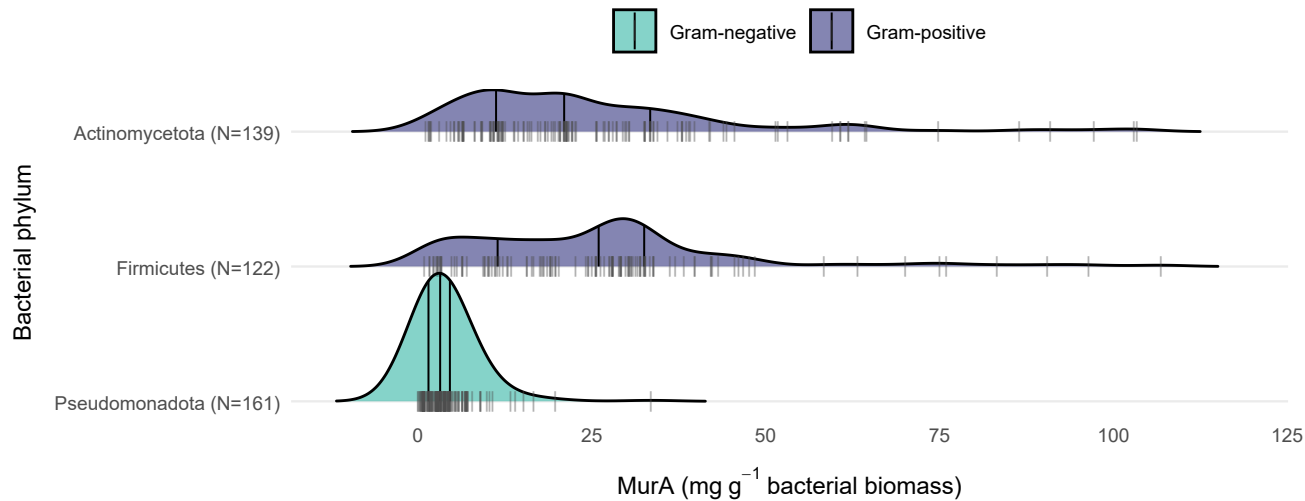 Gram-negative
Gram-positive
Bacterial phylum
Actinomycetota (N=139)
Firmicutes (N=122)
Pseudomonadota (N=161)
0 25 50 75 100 125
MurA (mg g⁻¹ bacterial biomass)